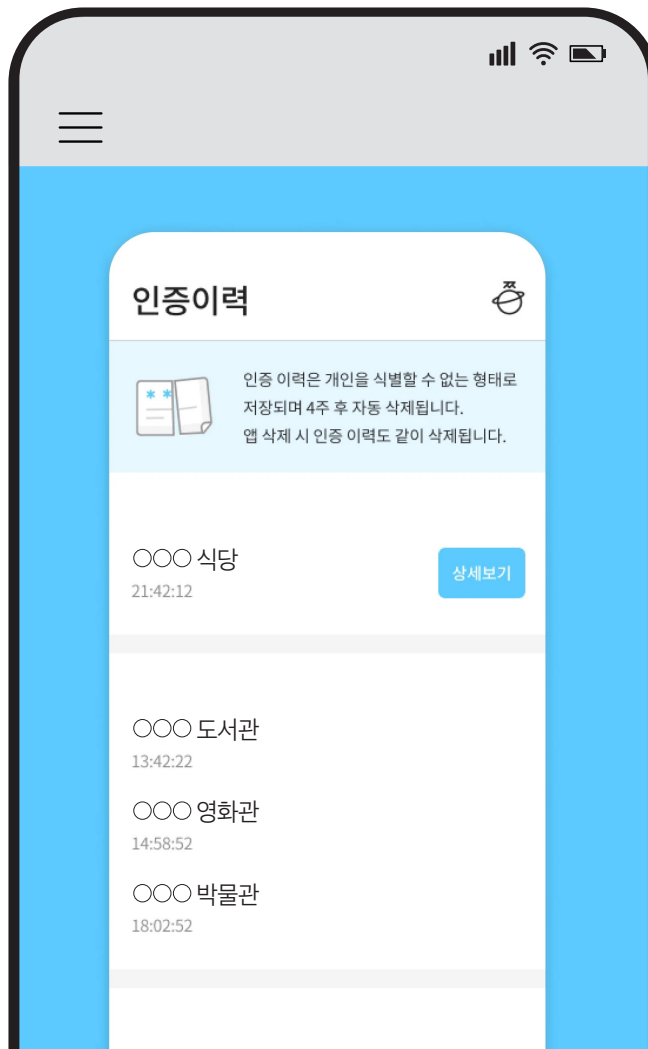 인증이력
인증 이력은 개인을 식별할 수 없는 형태로
저장되며 4주 후 자동 삭제됩니다.
앱 삭제 시 인증 이력도 같이 삭제됩니다.
○○○ 식당
상세보기
21:42:12
○○○ 도서관
13:42:22
○○○ 영화관
14:58:52
○○○ 박물관
18:02:52